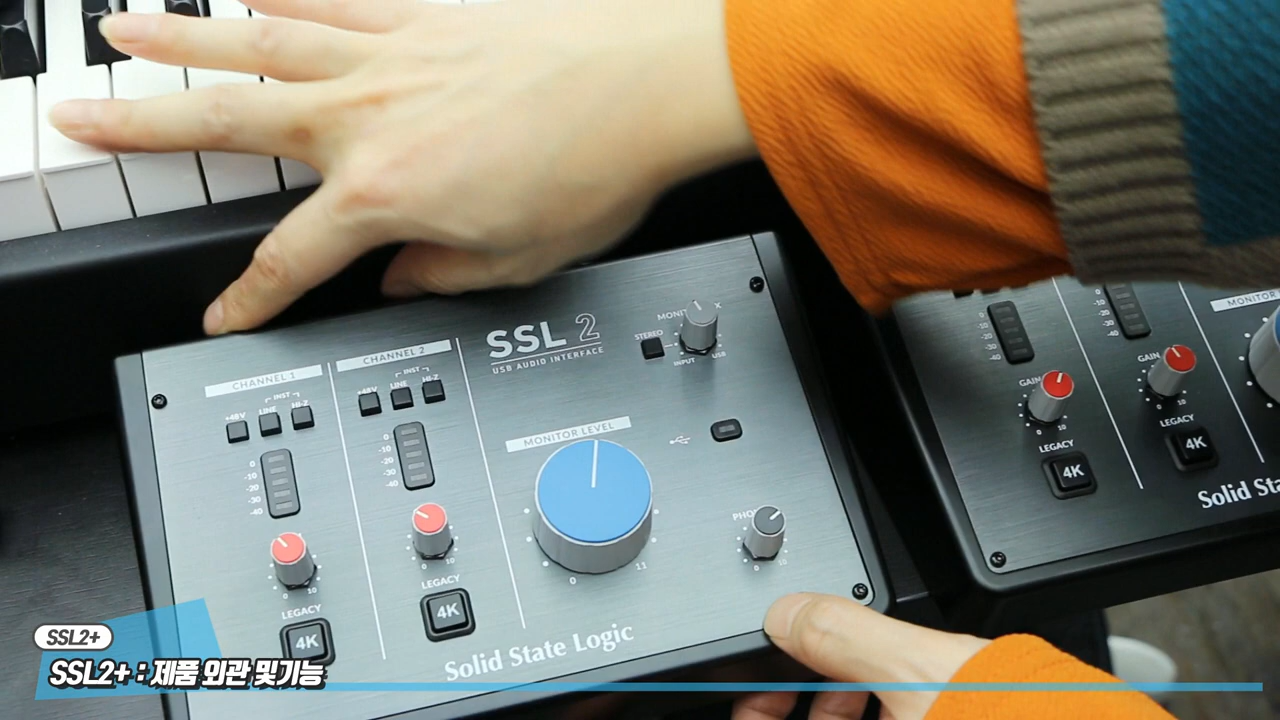 SSL 2
USB AUDIO INTERFACE
CHANNEL 1
CHANNEL 2
+48V
LINE
INST
HI-Z
+48V
LINE
INST
HI-Z
STEREO
MONIT
X
INPUT
USB
0
-10
-20
-30
-40
0
-10
-20
-30
-40
MONITOR LEVEL
0
11
PHO
0
10
0
10
0
10
LEGACY
4K
LEGACY
4K
Solid State Logic
-20
-30
-40
-10
-20
-30
-40
MONITOR
GAIN
0
10
GAIN
0
10
LEGACY
4K
LEGACY
4K
Solid Sta
SSL2+
SSL2+ : 제품 외관 및기능